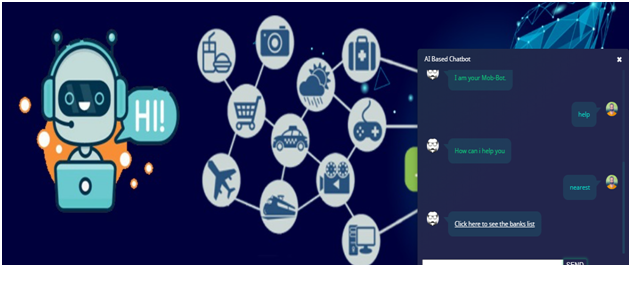 HI!
AI Based Chatbot
I am your Mob-Bot.
help
How can i help you
nearest
Click here to see the banks list
SEND